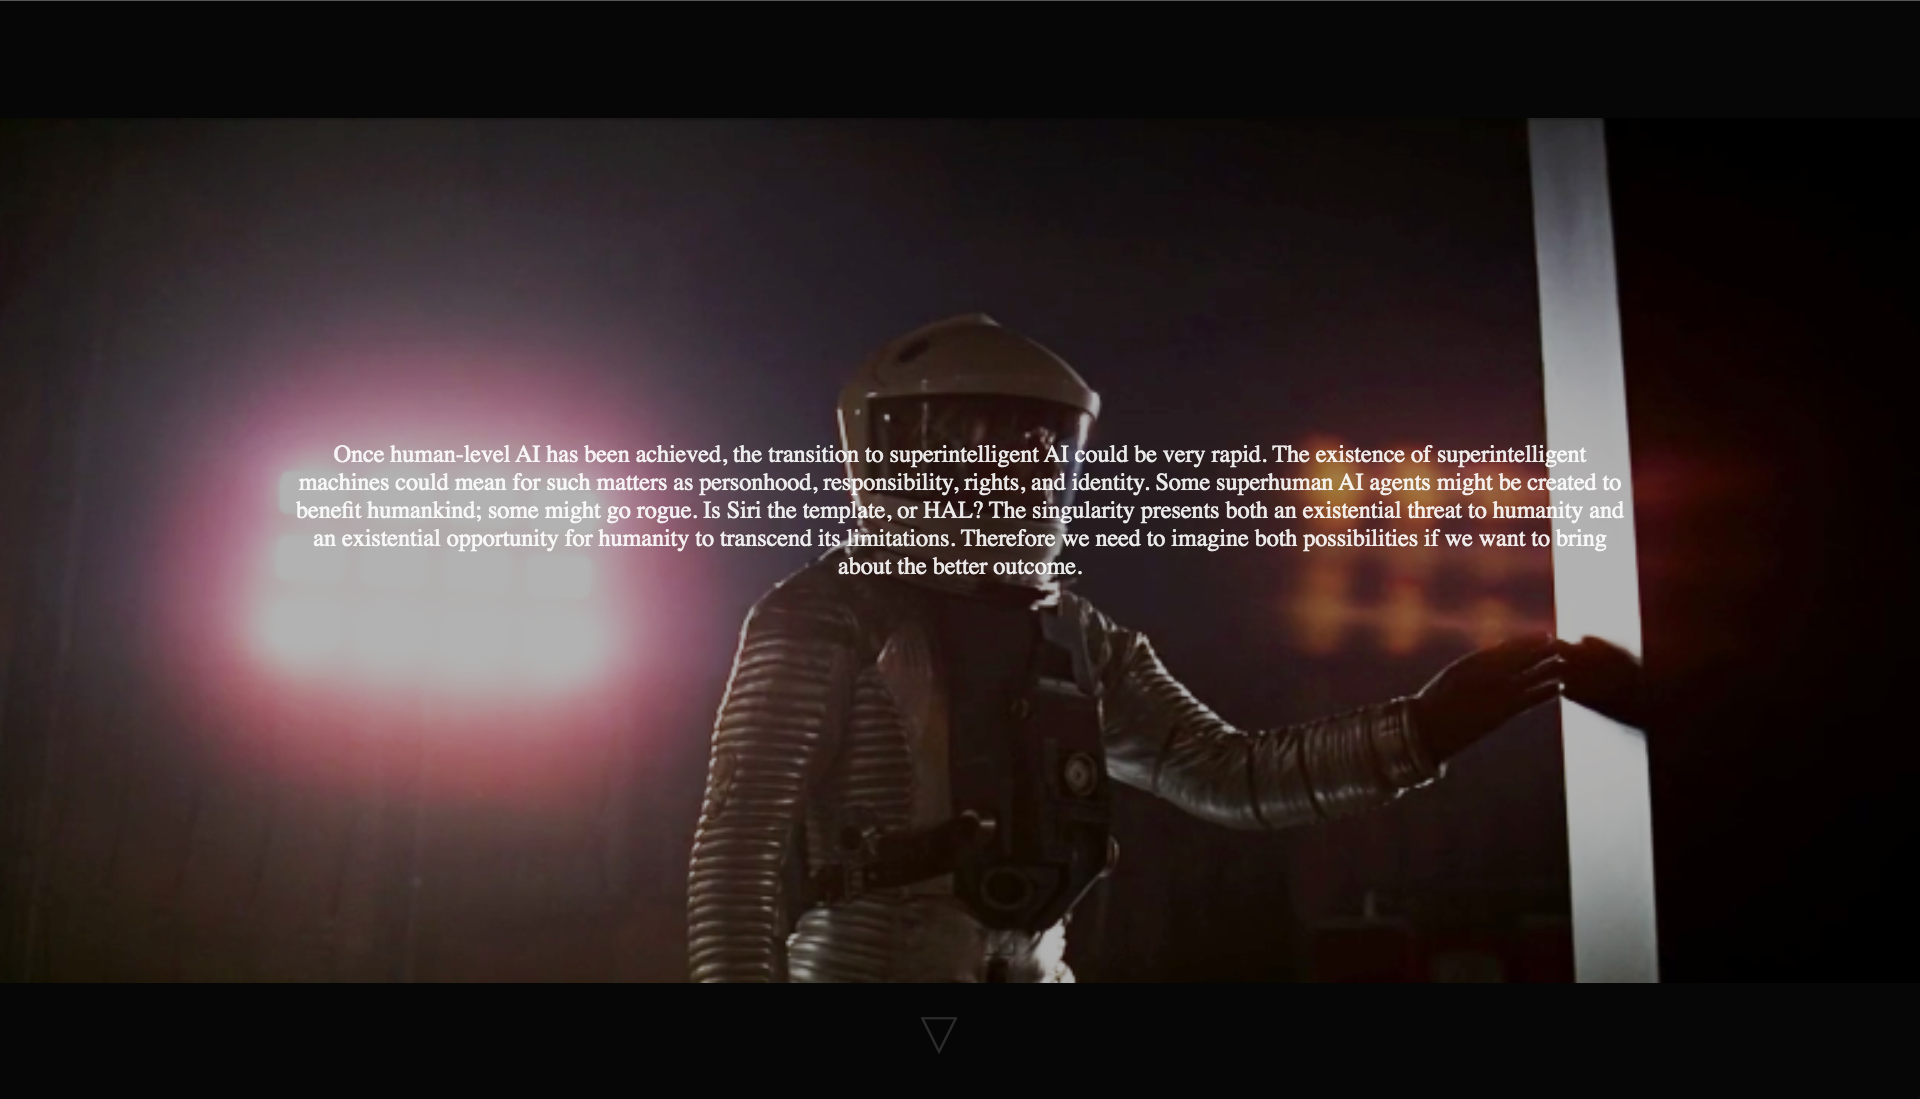 Once human-level AI has been achieved, the transition to superintelligent AI could be very rapid. The existence of superintelligent
machines could mean for such matters as personhood, responsibility, rights, and identity. Some superhuman AI agents might be created to
benefit humankind; some might go rogue. Is Siri the template, or HAL? The singularity presents both an existential threat to humanity and
an existential opportunity for humanity to transcend its limitations. Therefore we need to imagine both possibilities if we want to bring
about the better outcome.